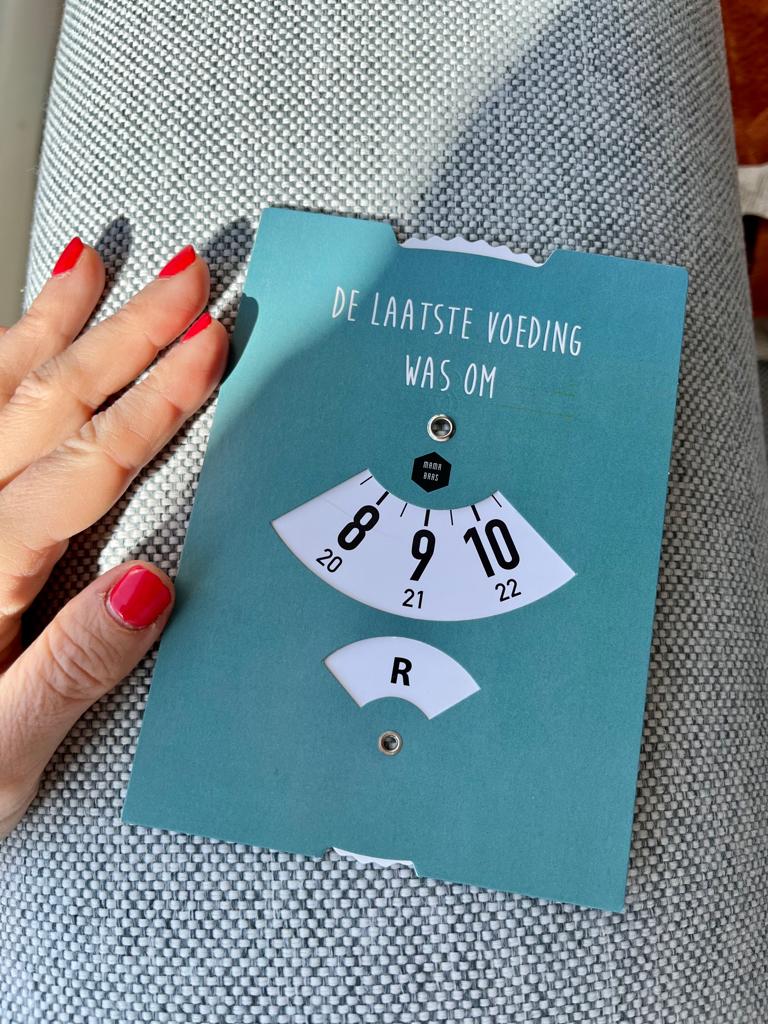 DE LAATSTE VOEDING
WAS OM
MAMA
BAAS
8 9 10
20 21 22
R